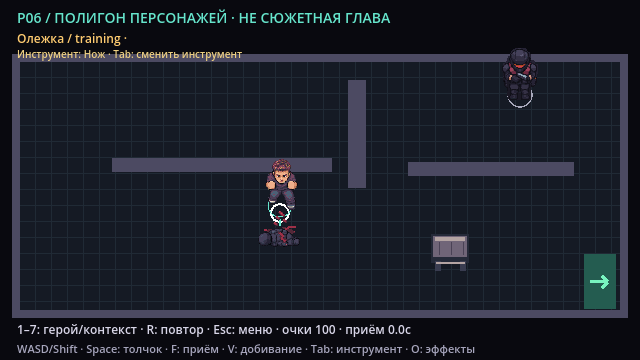 P06 / ПОЛИГОН ПЕРСОНАЖЕЙ · НЕ СЮЖЕТНАЯ ГЛАВА
Олежка / training ·
Инструмент: Нож · Tab: сменить инструмент
1–7: герой/контекст · R: повтор · Esc: меню · очки 100 · приём 0.0с
WASD/Shift · Space: толчок · F: приём · V: добивание · Tab: инструмент · O: эффекты